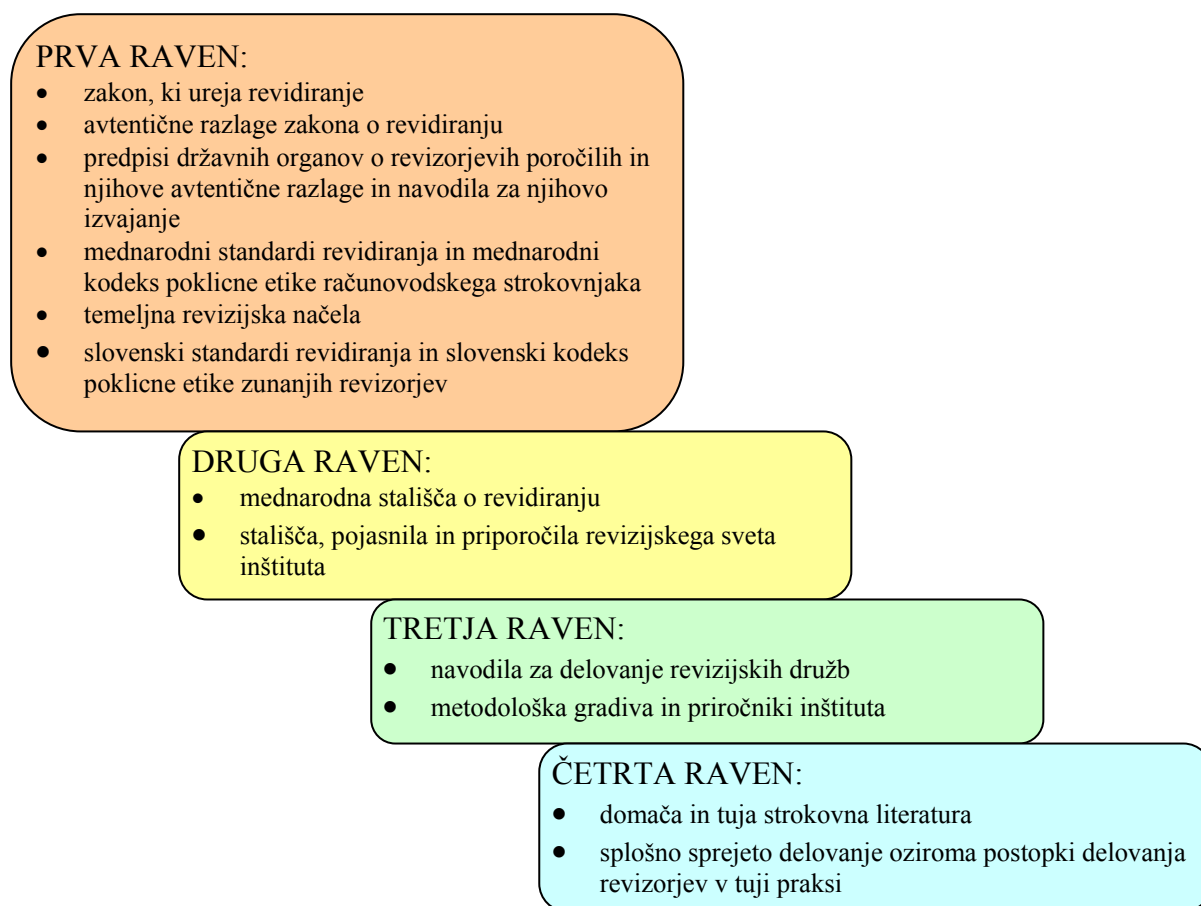 PRVA RAVEN:
• zakon, ki ureja revidiranje
• avtentične razlage zakona o revidiranju
• predpisi državnih organov o revizorjevih poročilih in
njihove avtentične razlage in navodila za njihovo
izvajanje
• mednarodni standardi revidiranja in mednarodni
kodeks poklicne etike računovodskega strokovnjaka
• temeljna revizijska načela
• slovenski standardi revidiranja in slovenski kodeks
poklicne etike zunanjih revizorjev
DRUGA RAVEN:
• mednarodna stališča o revidiranju
• stališča, pojasnila in priporočila revizijskega sveta
inštituta
TRETJA RAVEN:
• navodila za delovanje revizijskih družb
• metodološka gradiva in priročniki inštituta
ČETRTA RAVEN:
• domača in tuja strokovna literatura
• splošno sprejeto delovanje oziroma postopki delovanja
revizorjev v tuji praksi